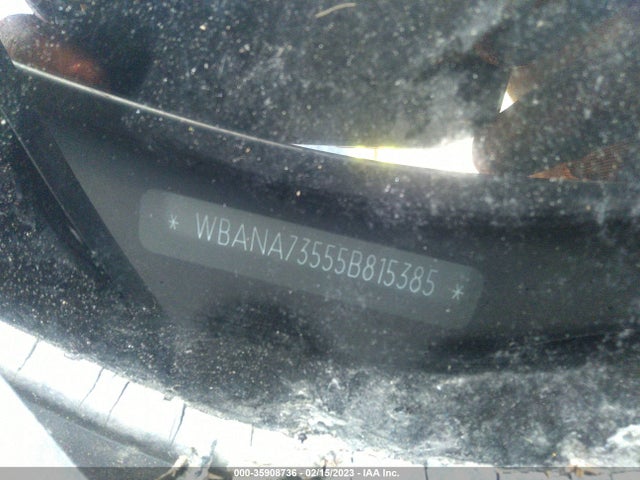 * WBANA73555B815385 *
000-35908736 - 02/15/2023 - IAA Inc.